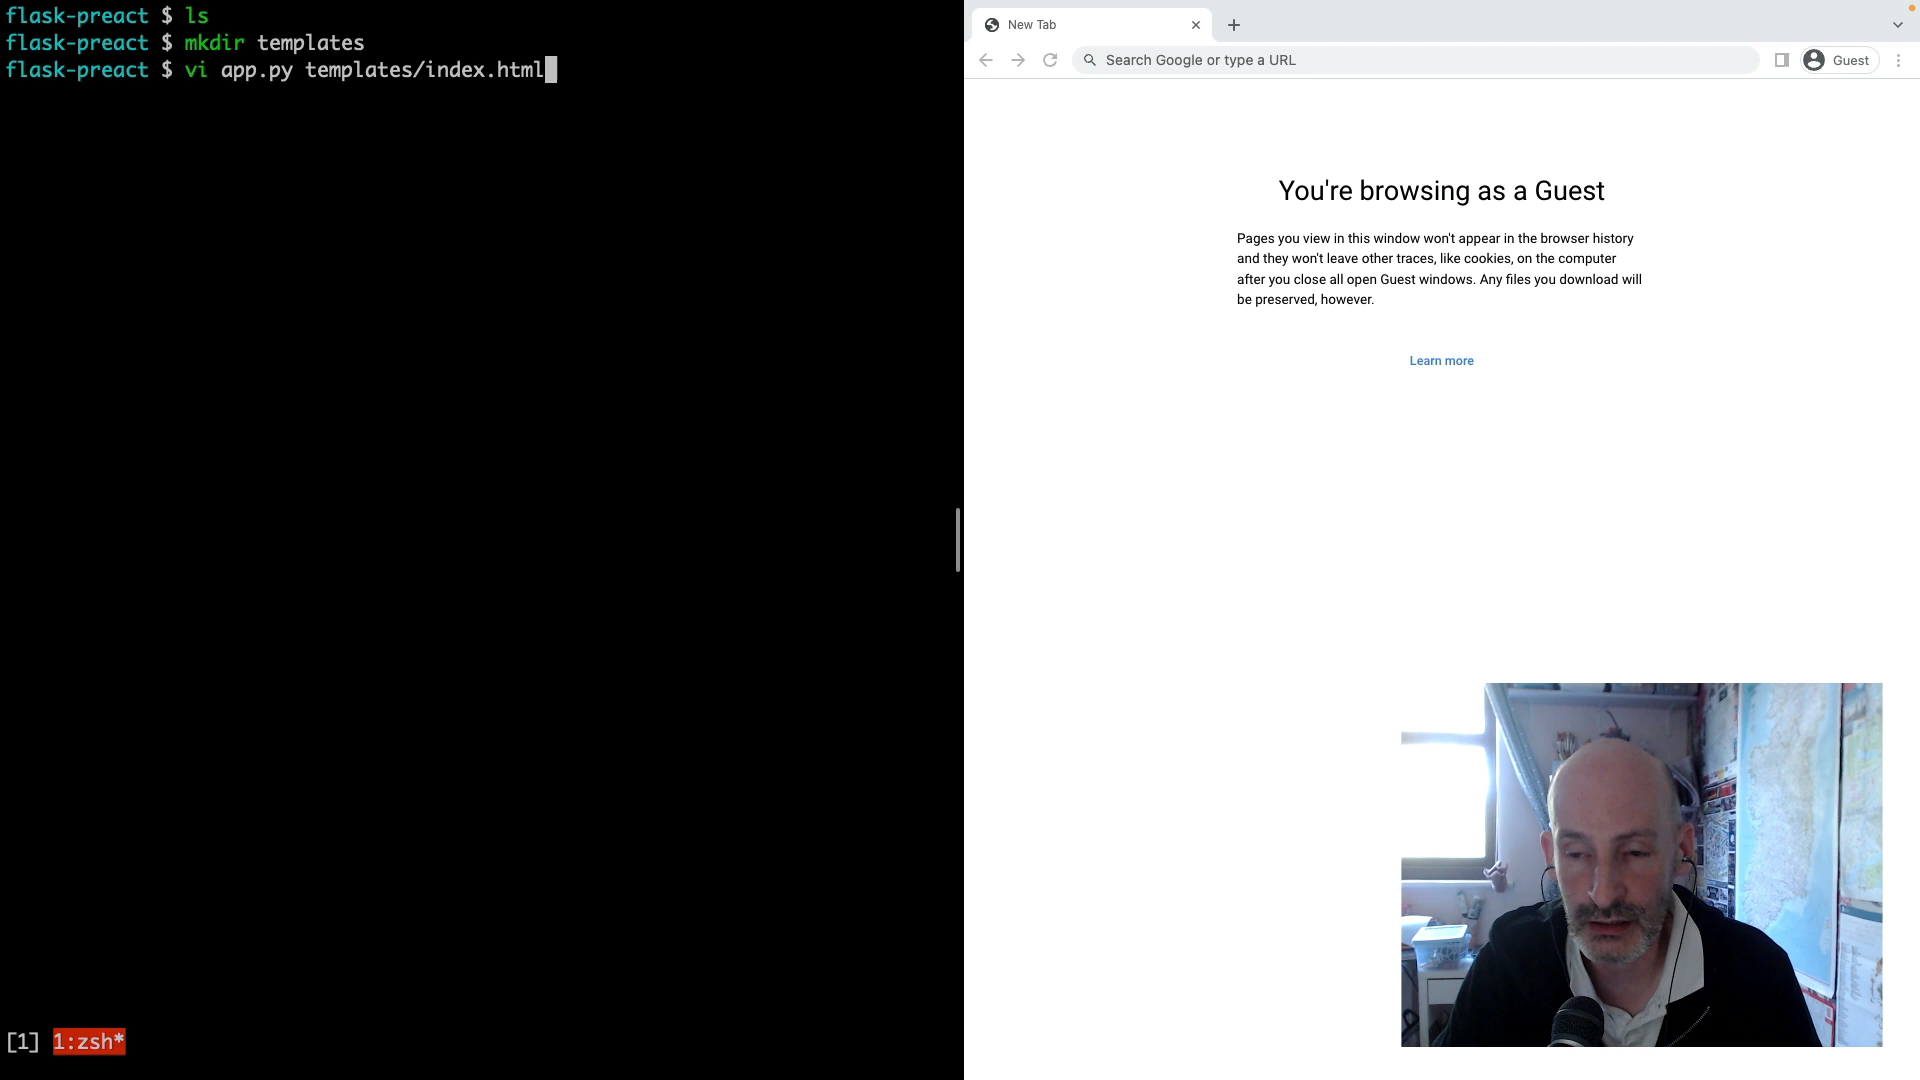 flask-preact $ ls
flask-preact $ mkdir templates
flask-preact $ vi app.py templates/index.html
[1] 1:zsh*
New Tab
Search Google or type a URL
Guest
You're browsing as a Guest
Pages you view in this window won't appear in the browser history
and they won't leave other traces, like cookies, on the computer
after you close all open Guest windows. Any files you download will
be preserved, however.
Learn more